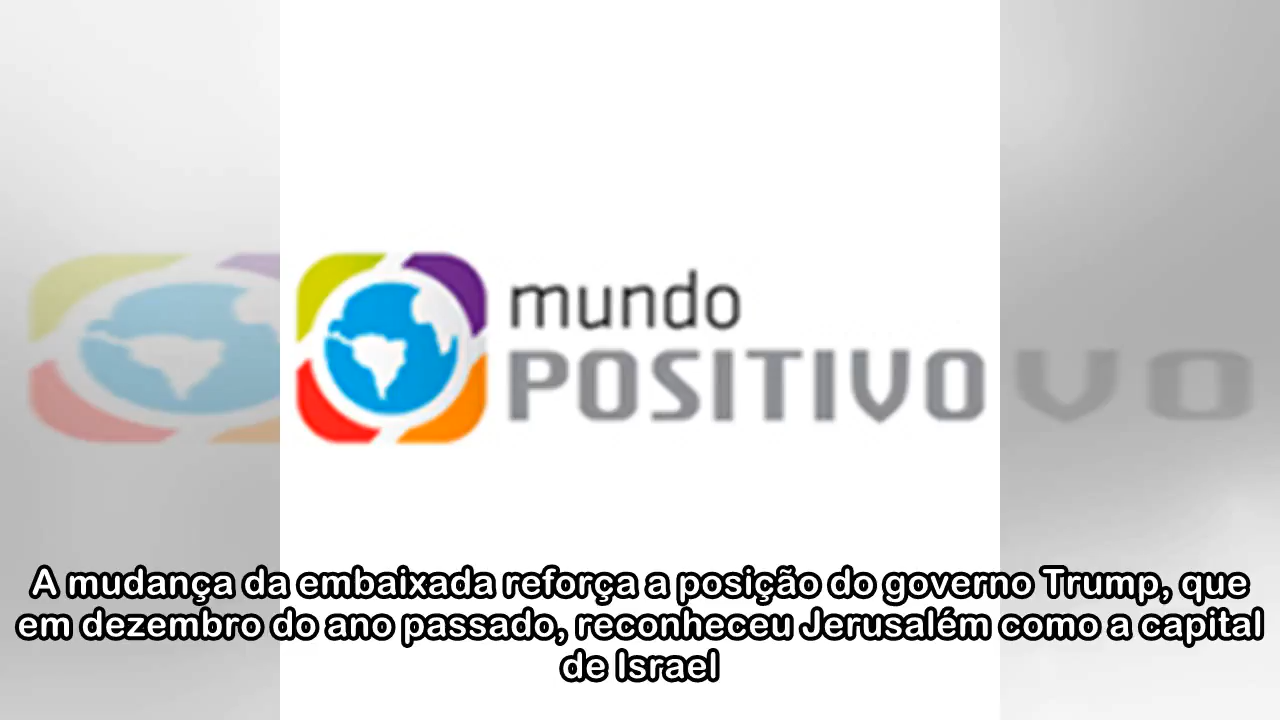 mundo
POSITIVO
VO
A mudança da embaixada reforça a posição do governo Trump, que
em dezembro do ano passado, reconheceu Jerusalém como a capital
de Israel